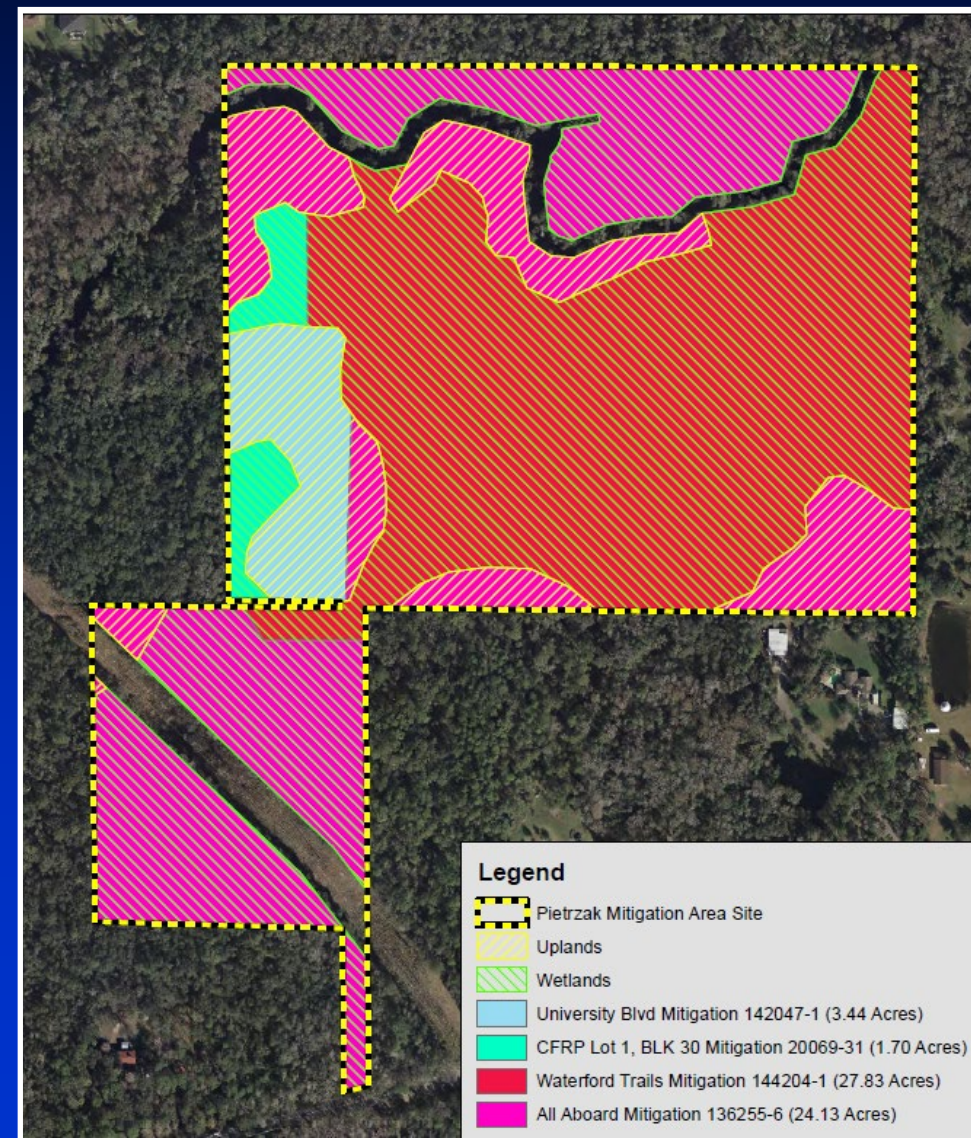 Legend
Pietrzak Mitigation Area Site
Uplands
Wetlands
University Blvd Mitigation 142047-1 (3.44 Acres)
CFRP Lot 1, BLK 30 Mitigation 20069-31 (1.70 Acres)
Waterford Trails Mitigation 144204-1 (27.83 Acres)
All Aboard Mitigation 136255-6 (24.13 Acres)